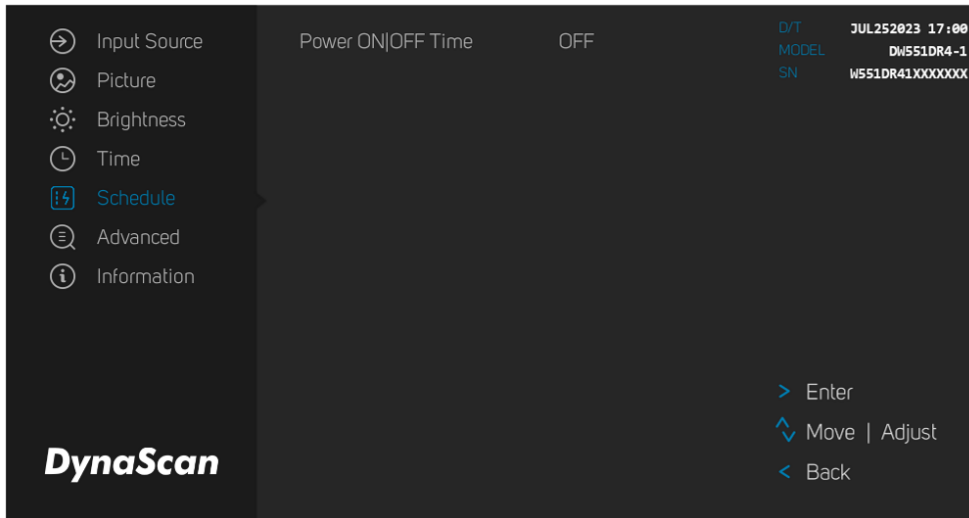 Input Source
Picture
Brightness
Time
Schedule
Advanced
Information
DynaScan
Power ON|OFF Time OFF
D/T JUL252023 17:00
MODEL DW551DR4-1
SN W551DR41XXXXXXX
> Enter
Move | Adjust
< Back